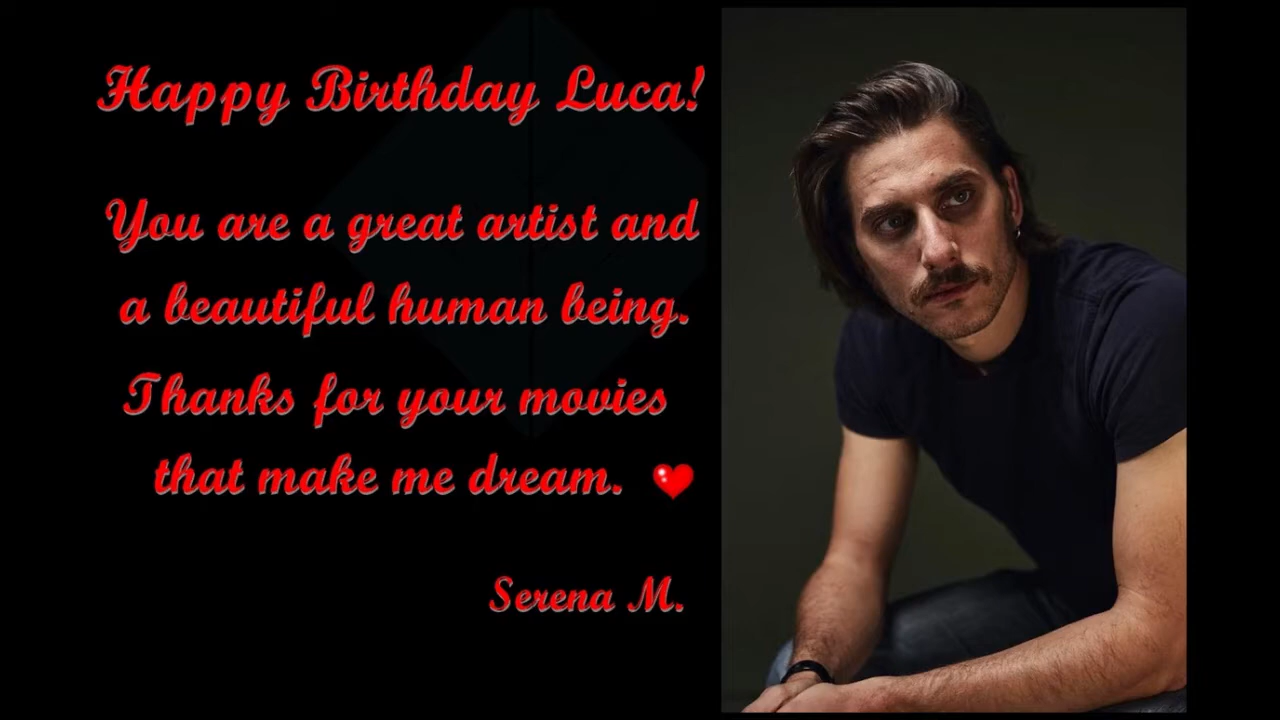 Happy Birthday Luca!
You are a great artist and
a beautiful human being.
Thanks for your movies
that make me dream.
Serena M.